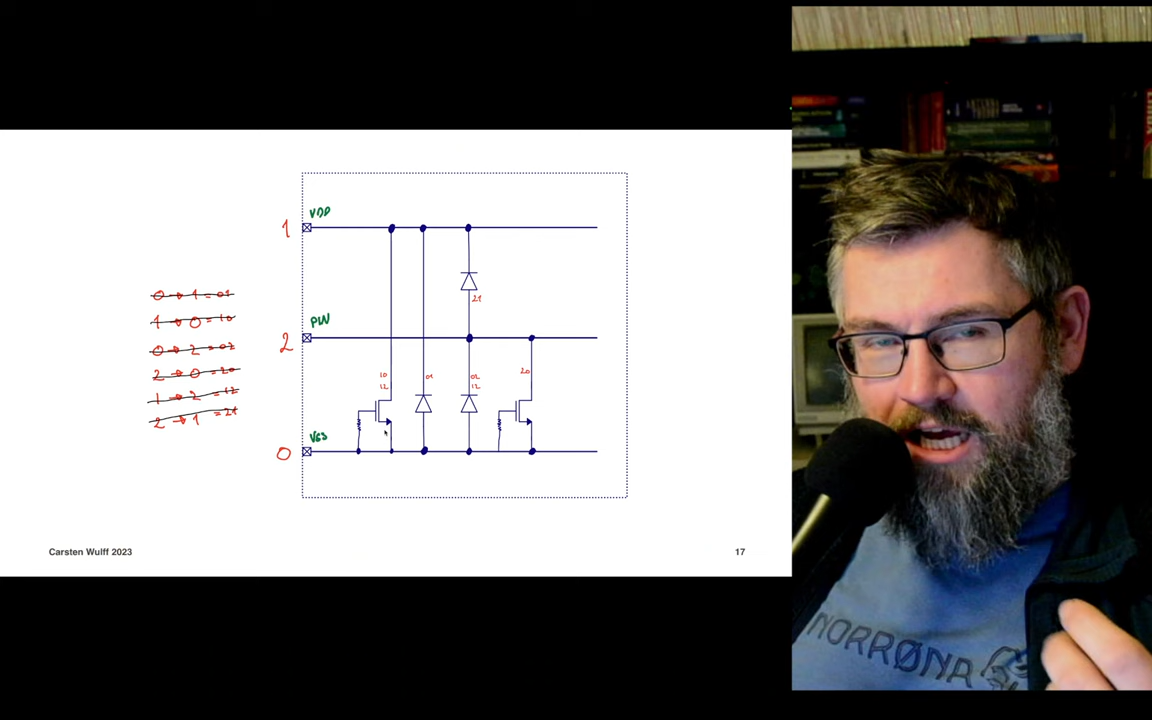 VDD
1
21
0 → 1 = 01
1 → 0 = 10
PIN
0 → 2 = 02
2
2 → 0 = 20
10
12
01
02
12
20
1 → 2 = 12
2 → 1 = 21
VSS
0
Carsten Wulff 2023
17
NORRØNA